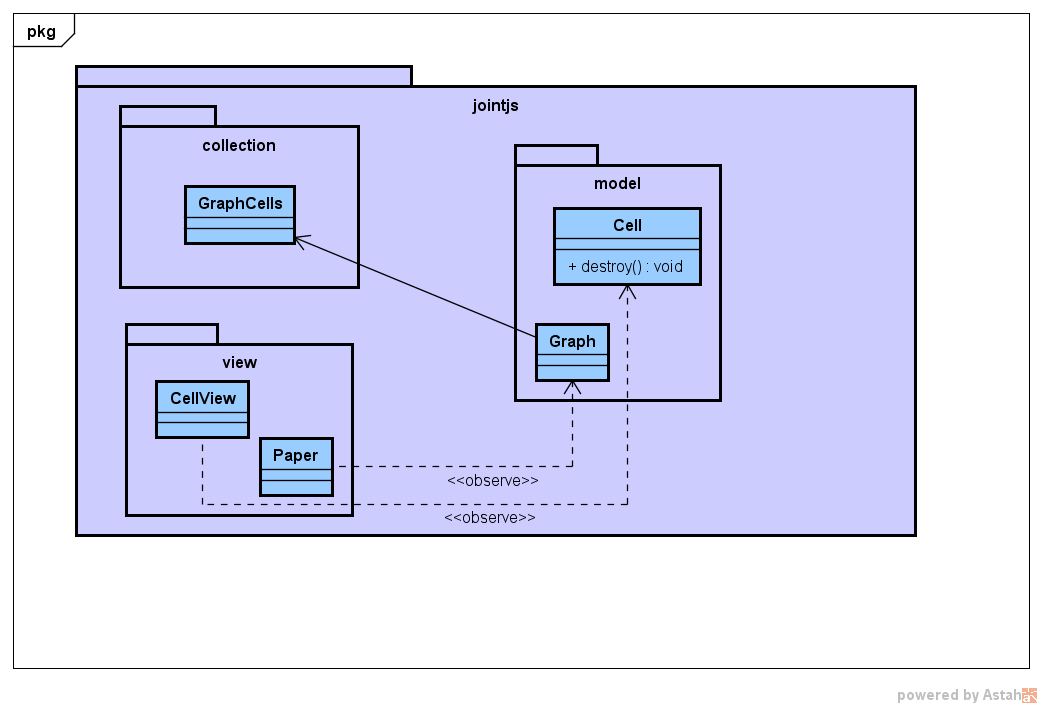 pkg
jointjs
collection
GraphCells
model
Cell
+ destroy() : void
Graph
view
CellView
Paper
<<observe>>
<<observe>>
powered by Astah